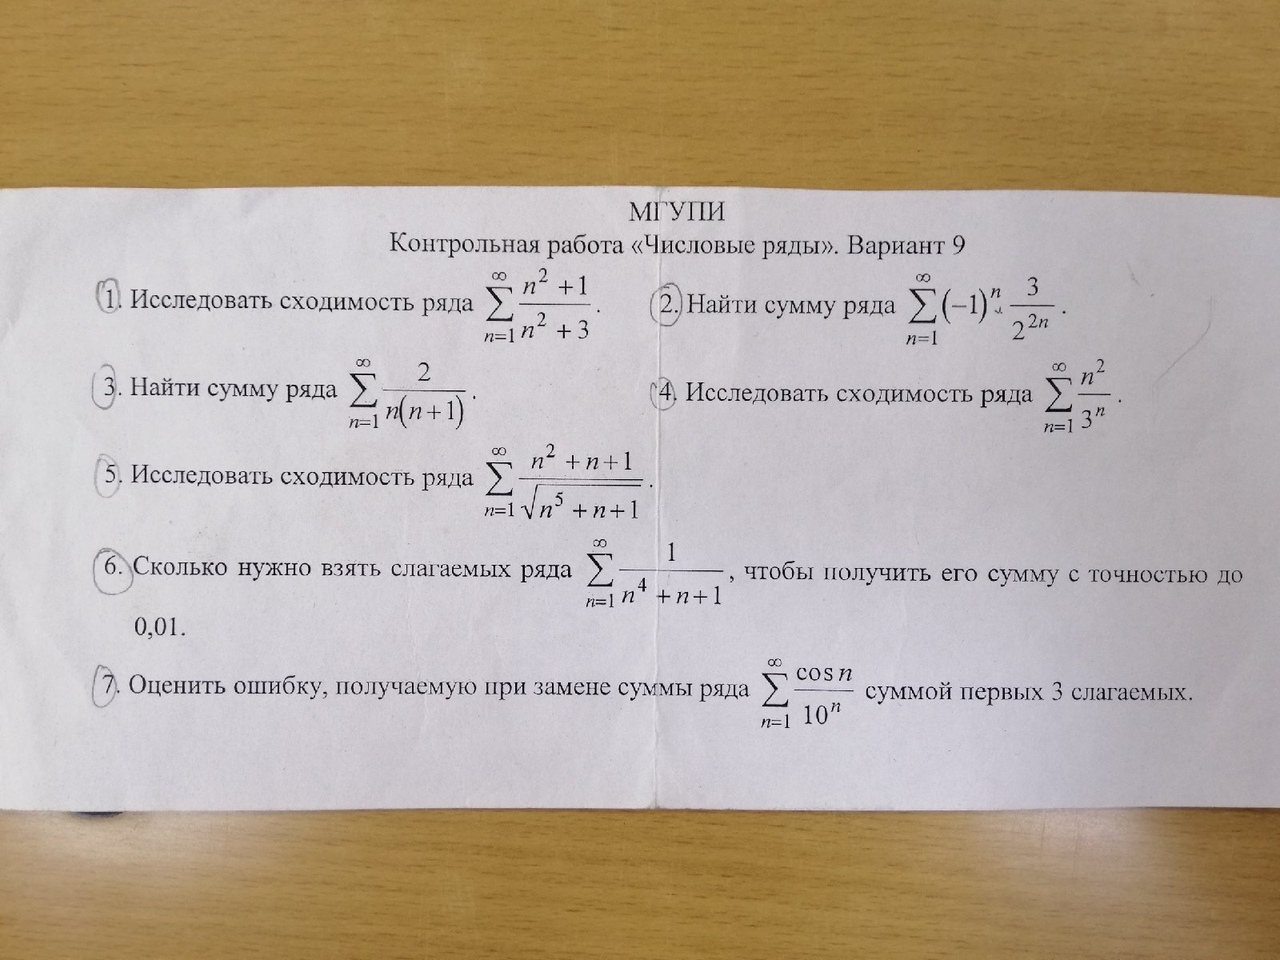 МГУПИ
Контрольная работа «Числовые ряды». Вариант 9
1. Исследовать сходимость ряда $\sum_{n=1}^{\infty} \frac{n^2+1}{n^2+3}$. 2. Найти сумму ряда $\sum_{n=1}^{\infty} (-1)^n \cdot \frac{3}{2^{2n}}$.
3. Найти сумму ряда $\sum_{n=1}^{\infty} \frac{2}{n(n+1)}$. 4. Исследовать сходимость ряда $\sum_{n=1}^{\infty} \frac{n^2}{3^n}$.
5. Исследовать сходимость ряда $\sum_{n=1}^{\infty} \frac{n^2+n+1}{\sqrt{n^5+n+1}}$.
6. Сколько нужно взять слагаемых ряда $\sum_{n=1}^{\infty} \frac{1}{n^4+n+1}$, чтобы получить его сумму с точностью до
0,01.
7. Оценить ошибку, получаемую при замене суммы ряда $\sum_{n=1}^{\infty} \frac{\cos n}{10^n}$ суммой первых 3 слагаемых.